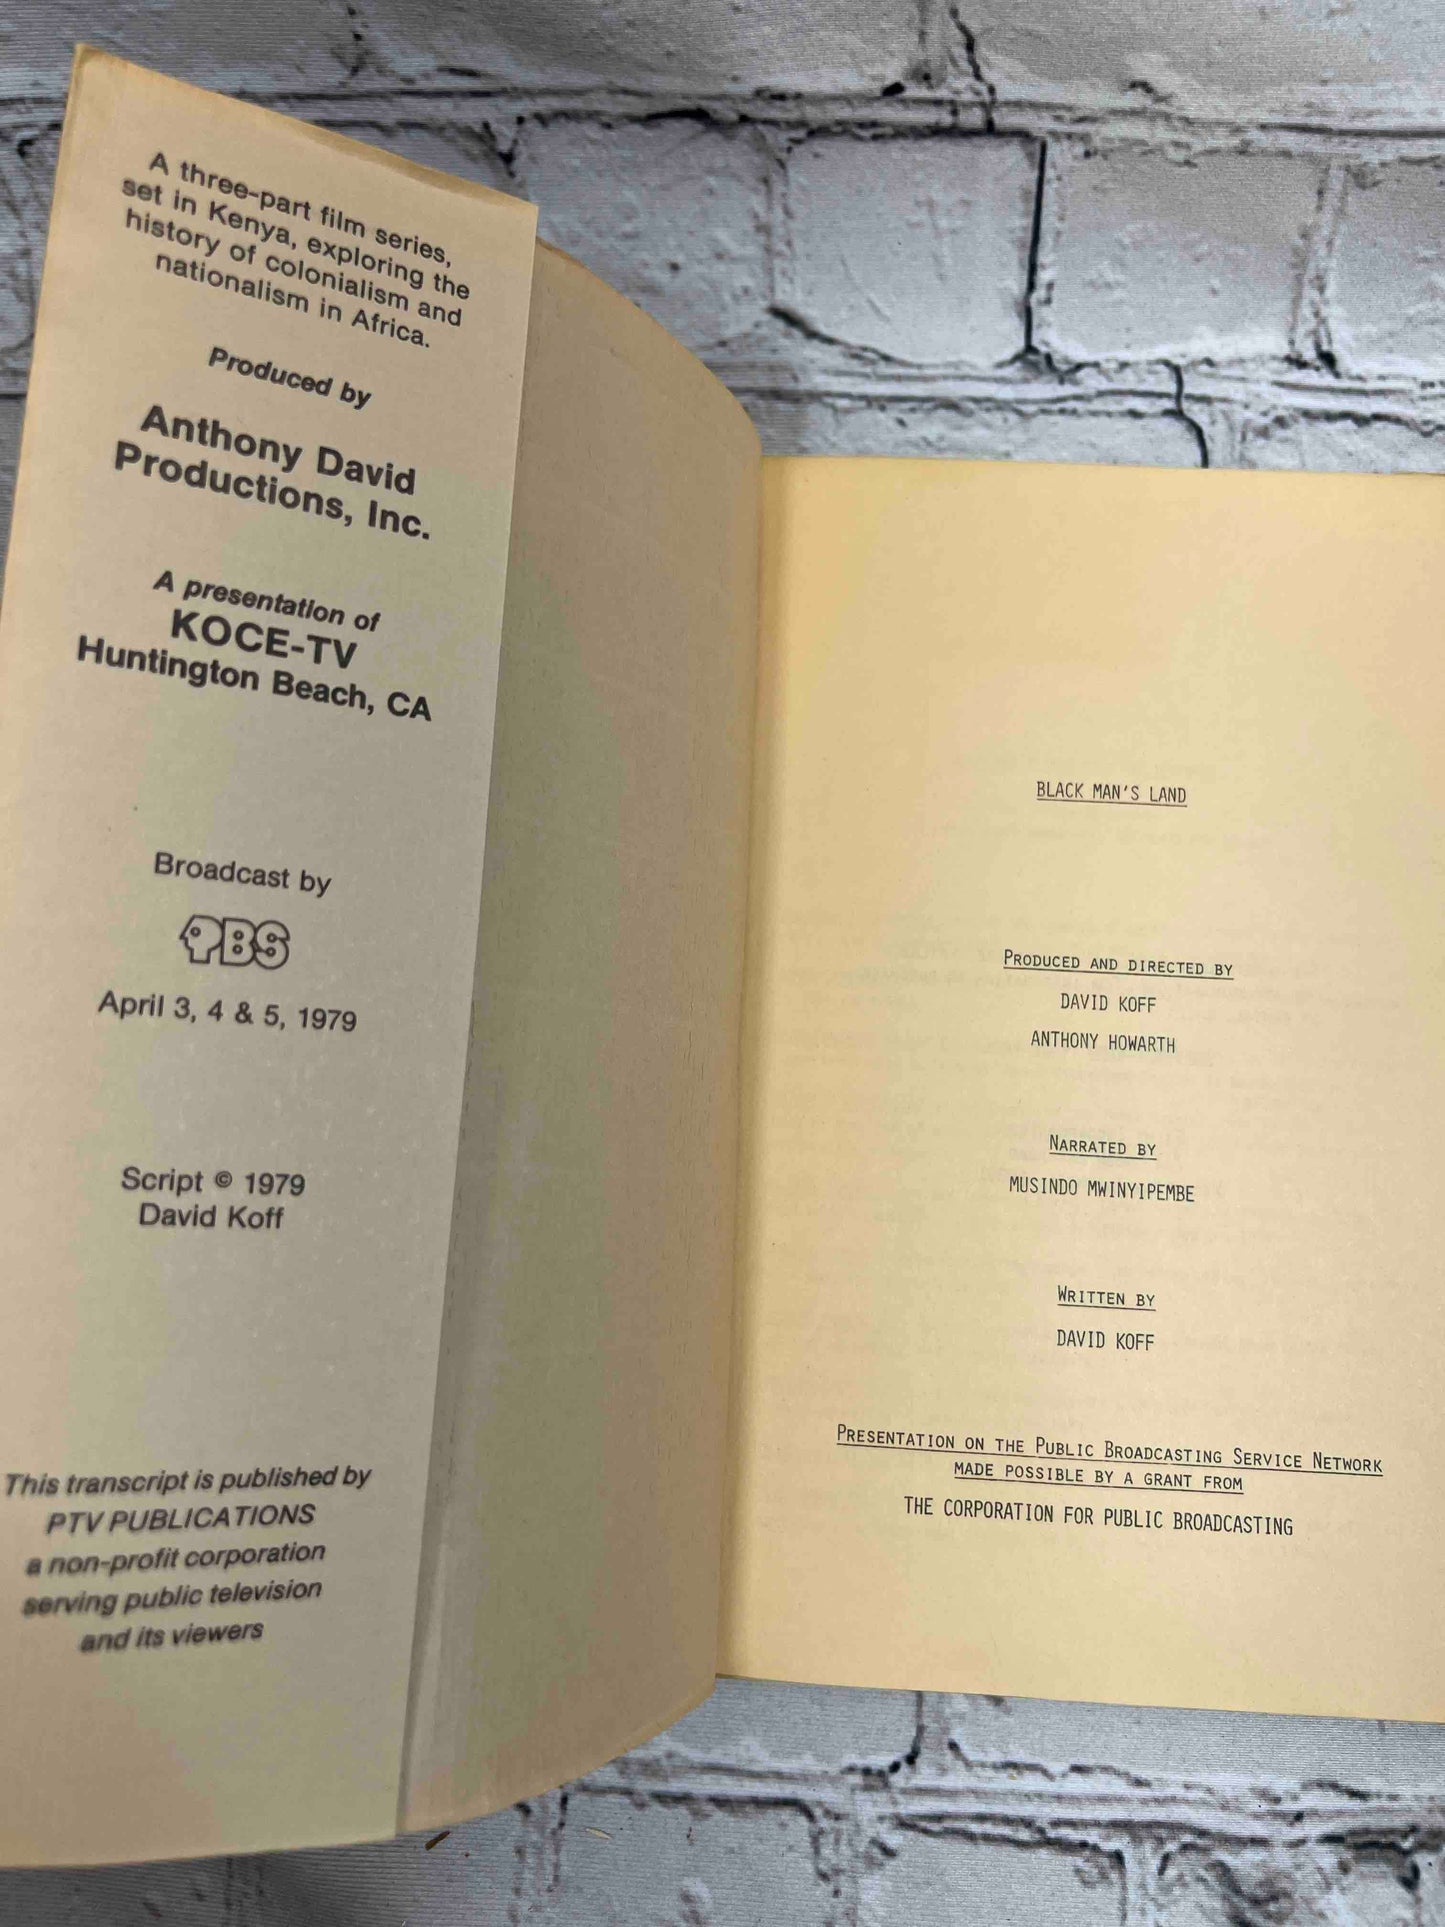 A three-part film series,
set in Kenya, exploring the
history of colonialism and
nationalism in Africa.
Produced by
Anthony David
Productions, Inc.
A presentation of
KOCE-TV
Huntington Beach, CA
Broadcast by
PBS
April 3, 4 & 5, 1979
Script © 1979
David Koff
This transcript is published by
PTV PUBLICATIONS
a non-profit corporation
serving public television
and its viewers
BLACK MAN'S LAND
PRODUCED AND DIRECTED BY
DAVID KOFF
ANTHONY HOWARTH
NARRATED BY
MUSINDO MWINYIPEMBE
WRITTEN BY
DAVID KOFF
PRESENTATION ON THE PUBLIC BROADCASTING SERVICE NETWORK
MADE POSSIBLE BY A GRANT FROM
THE CORPORATION FOR PUBLIC BROADCASTING